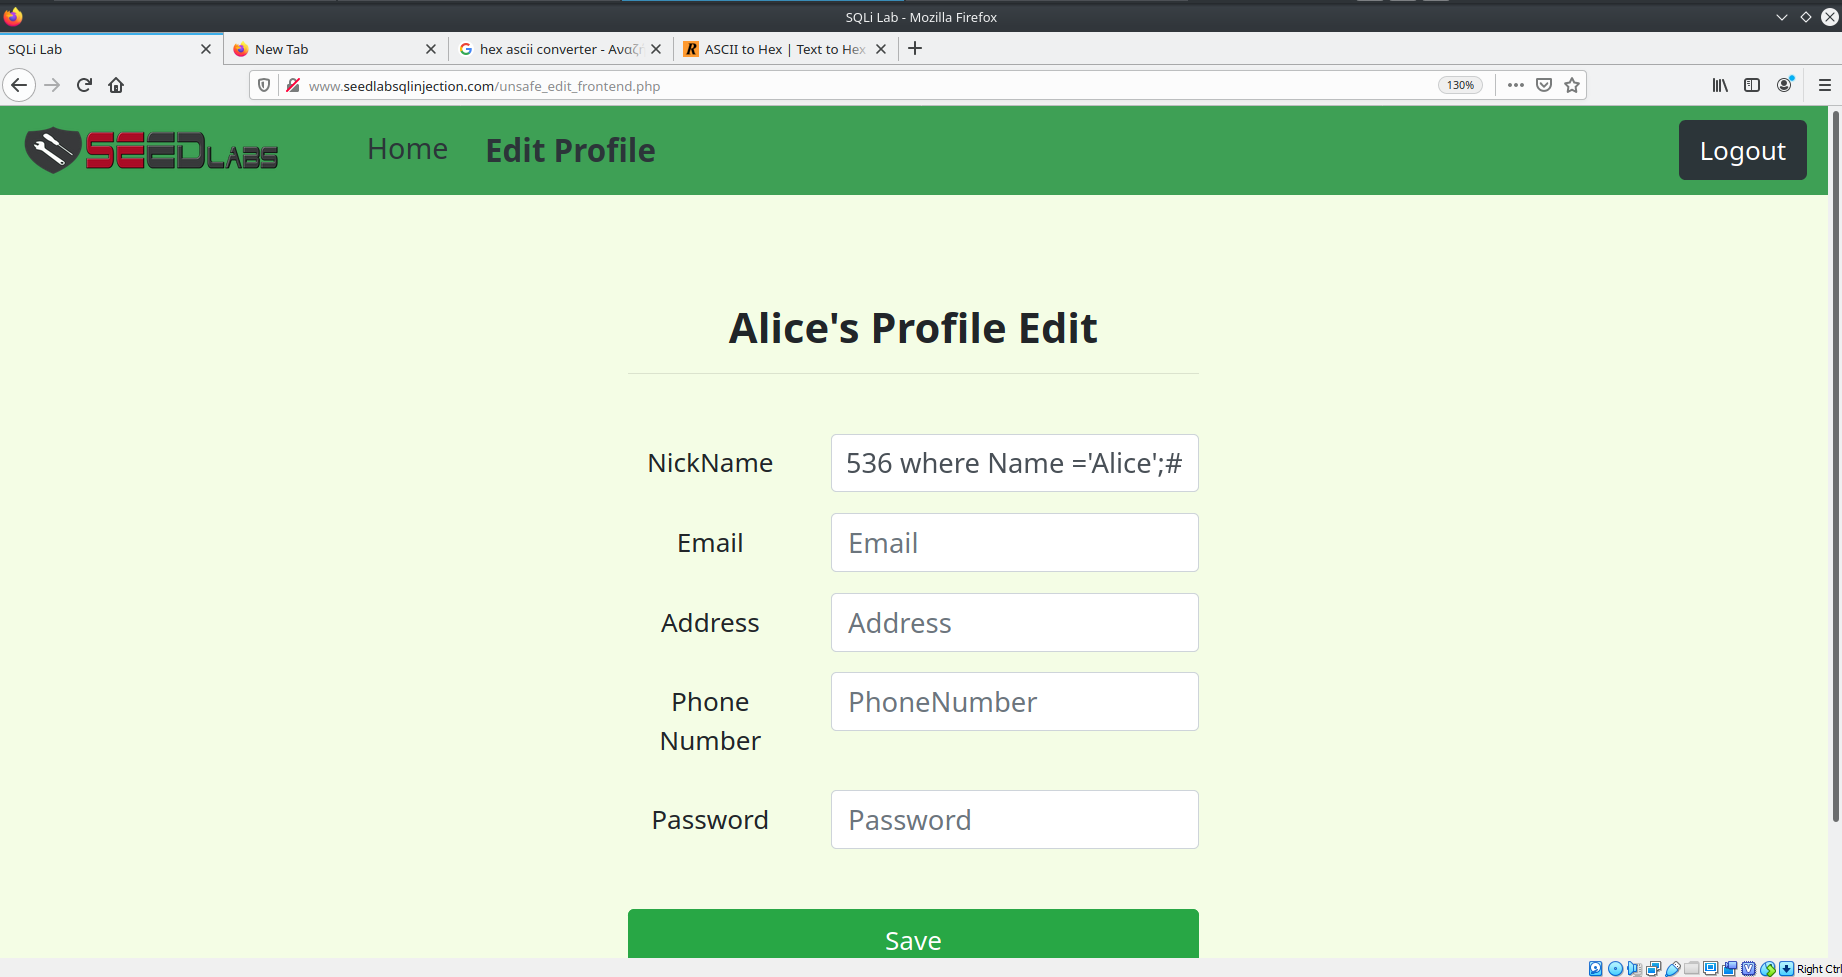 SQLi Lab - Mozilla Firefox
SQLi Lab
New Tab
hex ascii converter - Αναζη
ASCII to Hex | Text to Hex
www.seedlabsqlinjection.com/unsafe_edit_frontend.php
130%
SEEDLABS
Home
Edit Profile
Logout
Alice's Profile Edit
NickName
536 where Name ='Alice';#
Email
Email
Address
Address
Phone
Number
PhoneNumber
Password
Password
Save
Right Ctrl